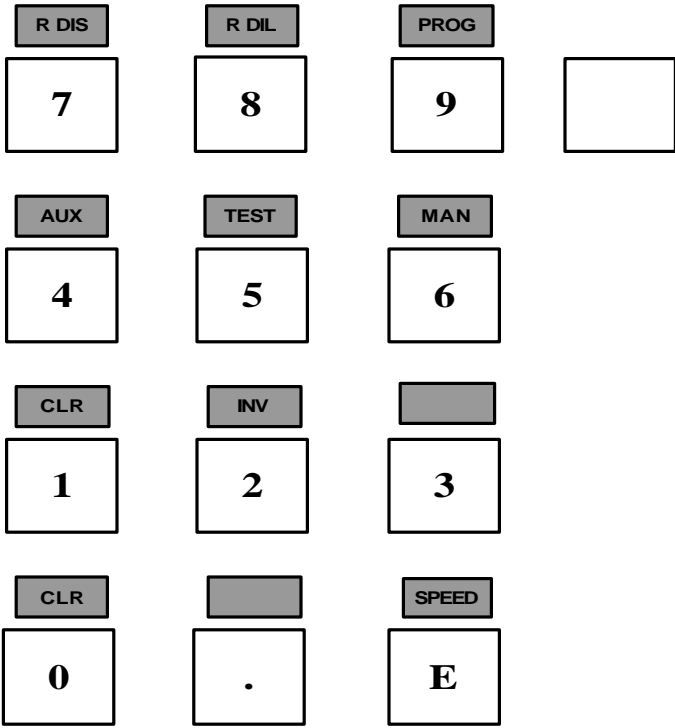 R DIS R DIL PROG
7 8 9
AUX TEST MAN
4 5 6
CLR INV
1 2 3
CLR SPEED
0 . E